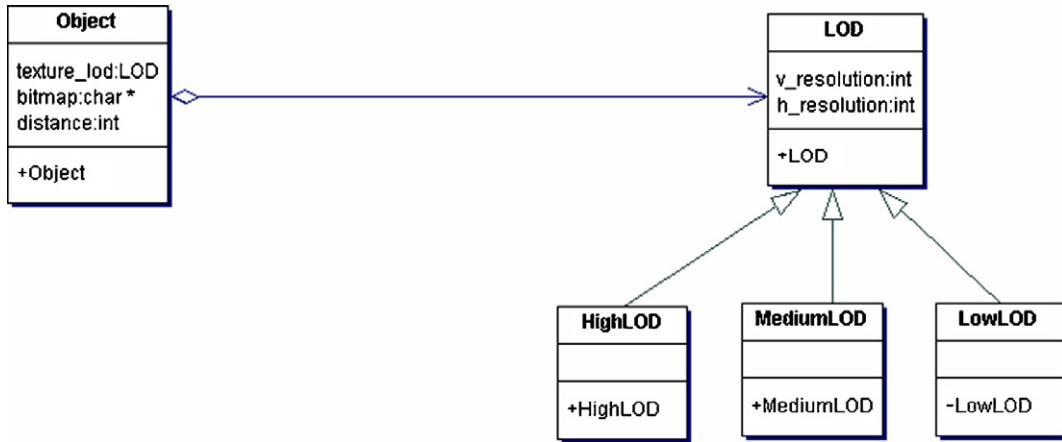 Object
texture_lod:LOD
bitmap:char *
distance:int
+Object
LOD
v_resolution:int
h_resolution:int
+LOD
HighLOD
+HighLOD
MediumLOD
+MediumLOD
LowLOD
-LowLOD